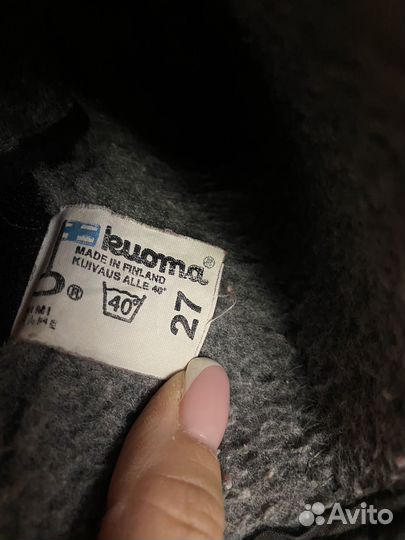 kuoma®
MADE IN FINLAND
KUIVAUS ALLE 40°
40°
27
®
Avito